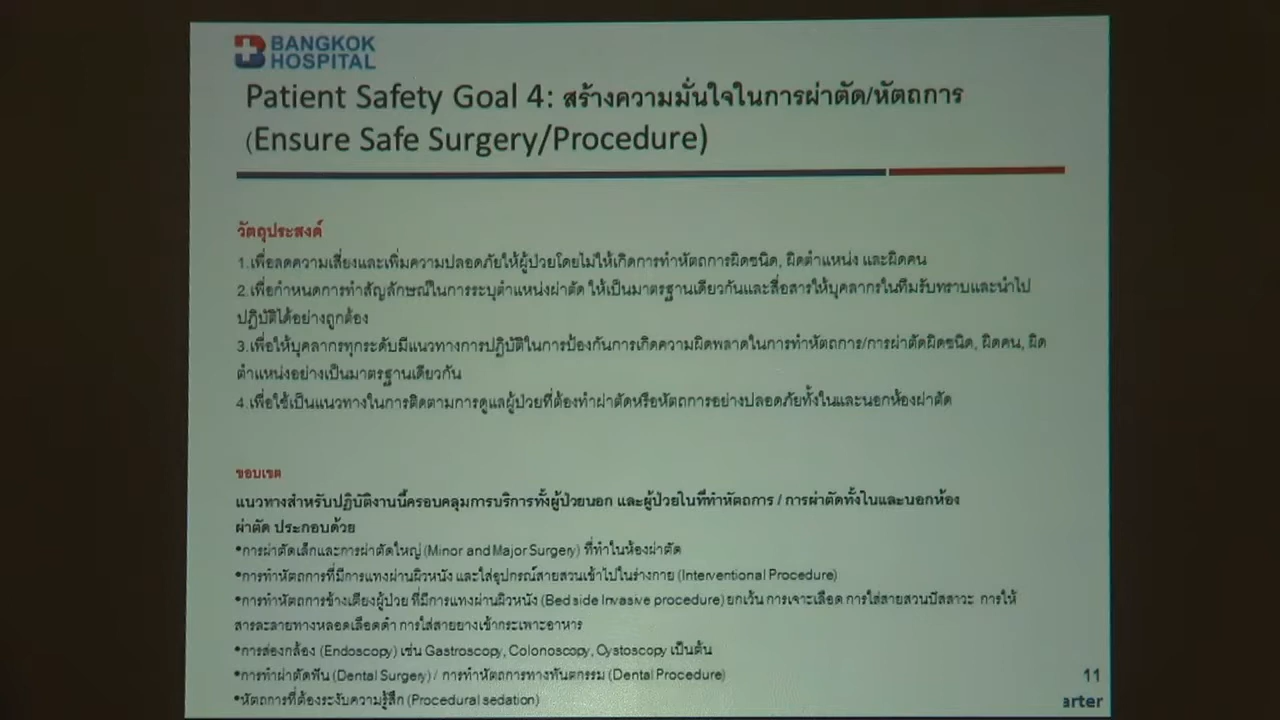 BANGKOK
HOSPITAL
Patient Safety Goal 4: สร้างความมั่นใจในการผ่าตัด/หัตถการ
(Ensure Safe Surgery/Procedure)
วัตถุประสงค์
1.เพื่อลดความเสี่ยงและเพิ่มความปลอดภัยให้ผู้ป่วยโดยไม่ให้เกิดการทำหัตถการผิดชนิด, ผิดตำแหน่ง และผิดคน
2.เพื่อกำหนดการทำสัญลักษณ์ในการระบุตำแหน่งผ่าตัด ให้เป็นมาตรฐานเดียวกันและสื่อสารให้บุคลากรในทีมรับทราบและนำไป
ปฏิบัติได้อย่างถูกต้อง
3.เพื่อให้บุคลากรทุกระดับมีแนวทางการปฏิบัติในการป้องกันการเกิดความผิดพลาดในการทำหัตถการ/การผ่าตัดผิดชนิด, ผิดคน, ผิด
ตำแหน่งอย่างเป็นมาตรฐานเดียวกัน
4.เพื่อใช้เป็นแนวทางในการติดตามการดูแลผู้ป่วยที่ต้องทำผ่าตัดหรือหัตถการอย่างปลอดภัยทั้งในและนอกห้องผ่าตัด
ขอบเขต
แนวทางสำหรับปฏิบัติงานนี้ครอบคลุมการบริการทั้งผู้ป่วยนอก และผู้ป่วยในที่ทำหัตถการ / การผ่าตัดทั้งในและนอกห้อง
ผ่าตัด ประกอบด้วย
•การผ่าตัดเล็กและการผ่าตัดใหญ่ (Minor and Major Surgery) ที่ทำในห้องผ่าตัด
•การทำหัตถการที่มีการแทงผ่านผิวหนัง และใส่อุปกรณ์สายสวนเข้าไปในร่างกาย (Interventional Procedure)
•การทำหัตถการข้างเตียงผู้ป่วย ที่มีการแทงผ่านผิวหนัง (Bedside Invasive procedure) ยกเว้น การเจาะเลือด การใส่สายสวนปัสสาวะ การให้
สารละลายทางหลอดเลือดดำ การใส่สายยางเข้ากระเพาะอาหาร
•การส่องกล้อง (Endoscopy) เช่น Gastroscopy, Colonoscopy, Cystoscopy เป็นต้น
•การทำผ่าตัดฟัน (Dental Surgery) / การทำหัตถการทางทันตกรรม (Dental Procedure)
•หัตถการที่ต้องระงับความรู้สึก (Procedural sedation)
11
arter